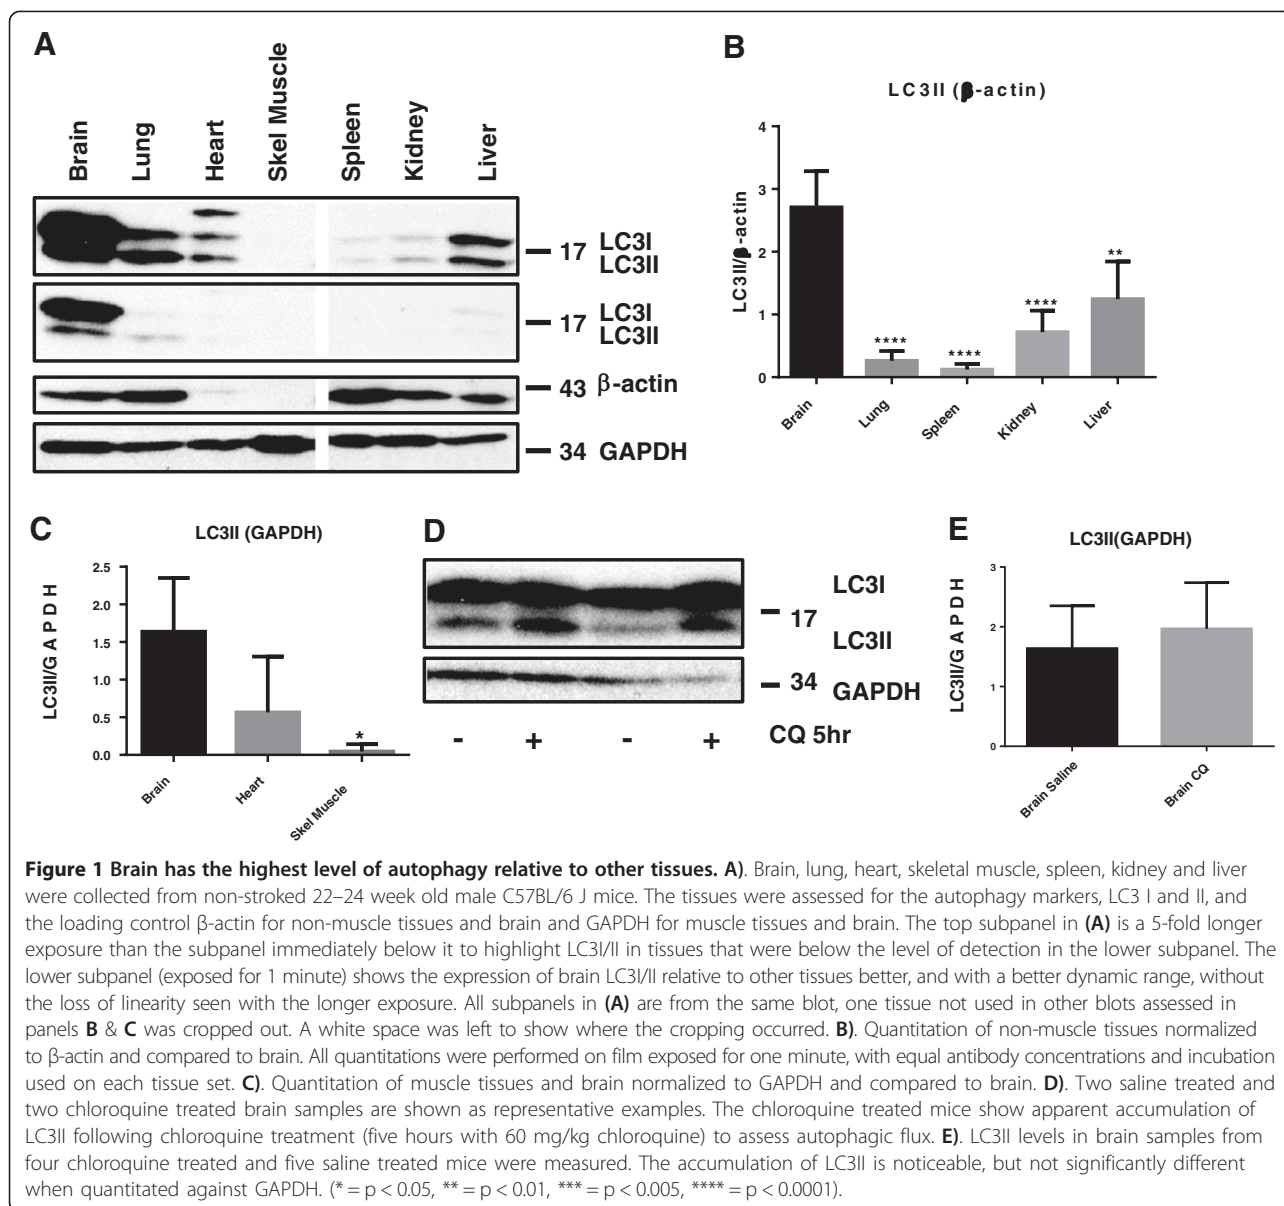 A
Brain
Lung
Heart
Skel Muscle
Spleen
Kidney
Liver
17 LC3I
LC3II
17 LC3I
LC3II
43 β-actin
34 GAPDH
B
LC3II (β-actin)
LC3II/β-actin
4
3
2
1
0
****
****
****
**
Brain
Lung
Spleen
Kidney
Liver
C
LC3II (GAPDH)
LC3II/GAPDH
2.5
2.0
1.5
1.0
0.5
0.0
*
Brain
Heart
Skel Muscle
D
LC3I
17
LC3II
34 GAPDH
- + - + CQ 5hr
E
LC3II(GAPDH)
LC3II/GAPDH
3
2
1
0
Brain Saline
Brain CQ
Figure 1 Brain has the highest level of autophagy relative to other tissues. A). Brain, lung, heart, skeletal muscle, spleen, kidney and liver
were collected from non-stroked 22–24 week old male C57BL/6 J mice. The tissues were assessed for the autophagy markers, LC3 I and II, and
the loading control β-actin for non-muscle tissues and brain and GAPDH for muscle tissues and brain. The top subpanel in (A) is a 5-fold longer
exposure than the subpanel immediately below it to highlight LC3I/II in tissues that were below the level of detection in the lower subpanel. The
lower subpanel (exposed for 1 minute) shows the expression of brain LC3I/II relative to other tissues better, and with a better dynamic range, without
the loss of linearity seen with the longer exposure. All subpanels in (A) are from the same blot, one tissue not used in other blots assessed in
panels B & C was cropped out. A white space was left to show where the cropping occurred. B). Quantitation of non-muscle tissues normalized
to β-actin and compared to brain. All quantitations were performed on film exposed for one minute, with equal antibody concentrations and incubation
used on each tissue set. C). Quantitation of muscle tissues and brain normalized to GAPDH and compared to brain. D). Two saline treated and
two chloroquine treated brain samples are shown as representative examples. The chloroquine treated mice show apparent accumulation of
LC3II following chloroquine treatment (five hours with 60 mg/kg chloroquine) to assess autophagic flux. E). LC3II levels in brain samples from
four chloroquine treated and five saline treated mice were measured. The accumulation of LC3II is noticeable, but not significantly different
when quantitated against GAPDH. (* = p < 0.05, ** = p < 0.01, *** = p < 0.005, **** = p < 0.0001).